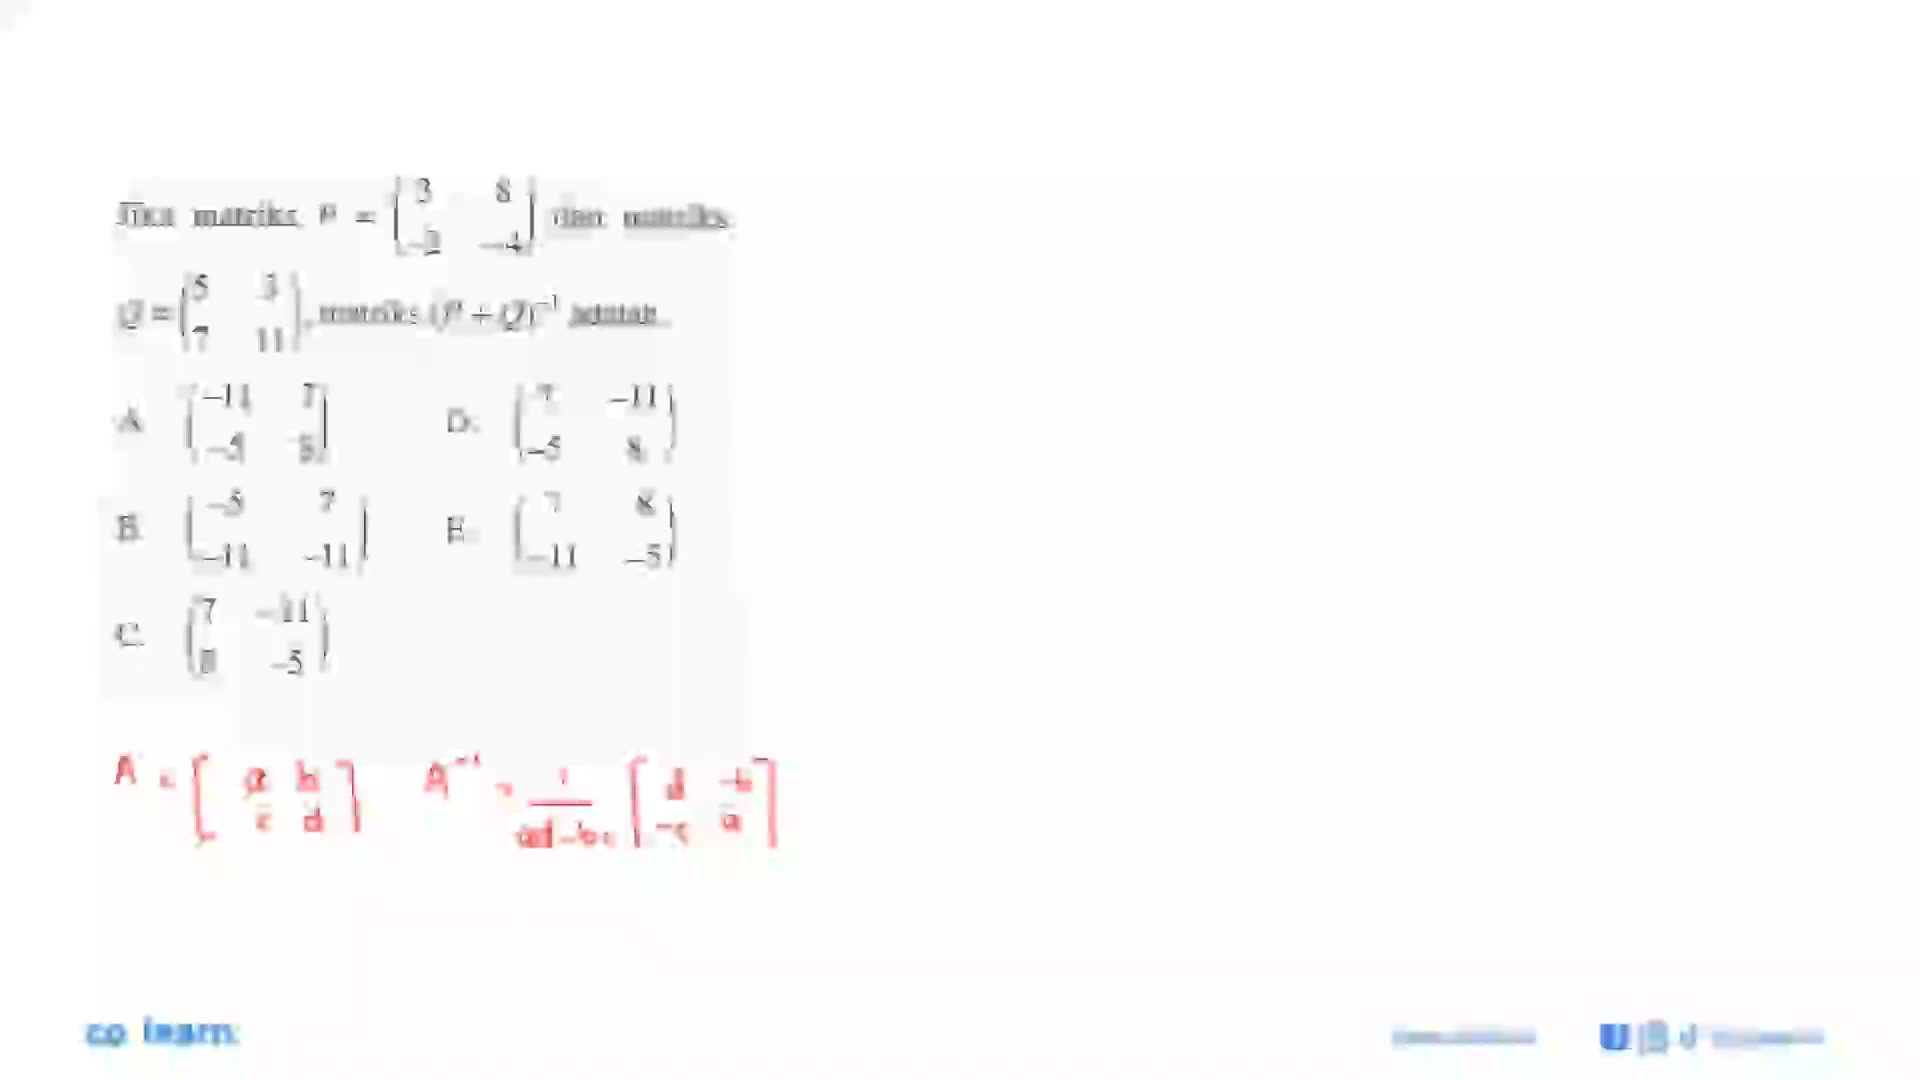 Jika matriks P = (3 8
-2 -4) dan matriks
Q = (5 3
7 11), matriks (P + Q)⁻¹ adalah
A. (-11 7
-5 8)
D. (7 -11
-5 8)
B. (-5 7
-11 -11)
E. (7 8
-11 -5)
C. (7 -11
8 -5)
A = [a b
c d]
A⁻¹ = 1/ad-bc [d -b
-c a]
co learn